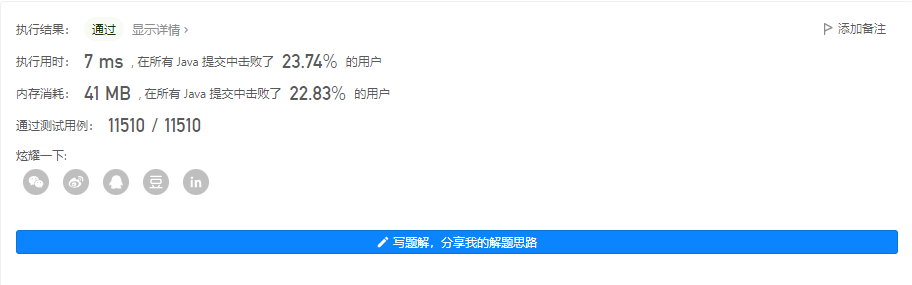 执行结果： 通过 显示详情 > 添加备注
执行用时： 7 ms , 在所有 Java 提交中击败了 23.74% 的用户
内存消耗： 41 MB , 在所有 Java 提交中击败了 22.83% 的用户
通过测试用例： 11510 / 11510
炫耀一下:
豆 in
写题解，分享我的解题思路